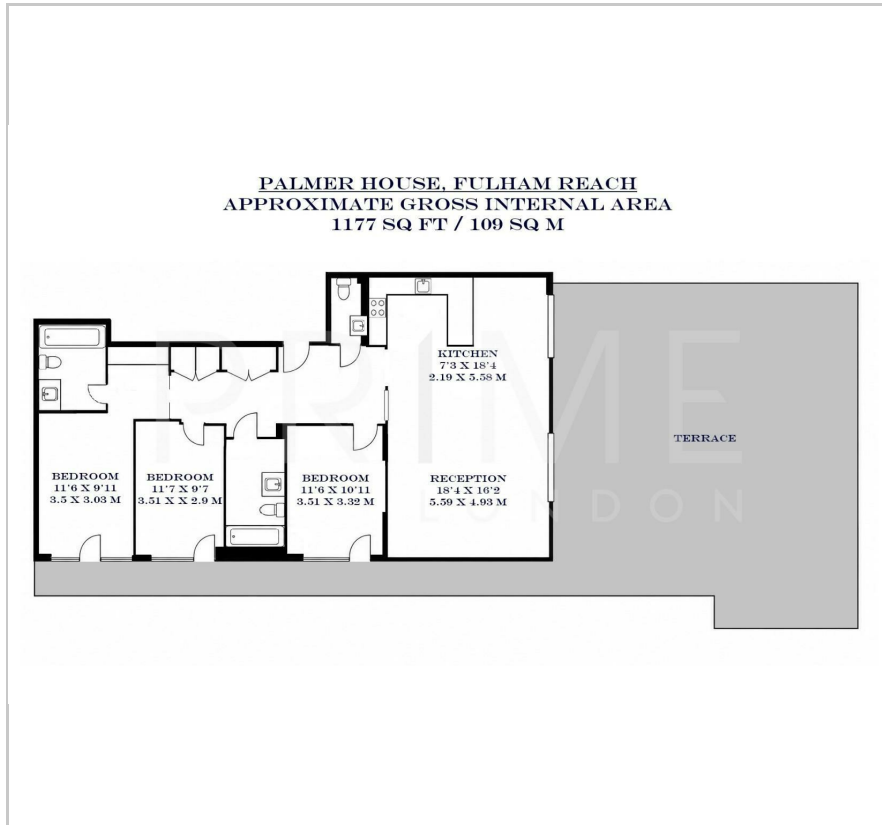 PALMER HOUSE, FULHAM REACH
APPROXIMATE GROSS INTERNAL AREA
1177 SQ FT / 109 SQ M
PRIME
LONDON
KITCHEN
7'3 X 18'4
2.19 X 5.58 M
TERRACE
BEDROOM
11'6 X 9'11
3.5 X 3.03 M
BEDROOM
11'7 X 9'7
3.51 X X 2.9 M
BEDROOM
11'6 X 10'11
3.51 X 3.32 M
RECEPTION
18'4 X 16'2
5.59 X 4.93 M